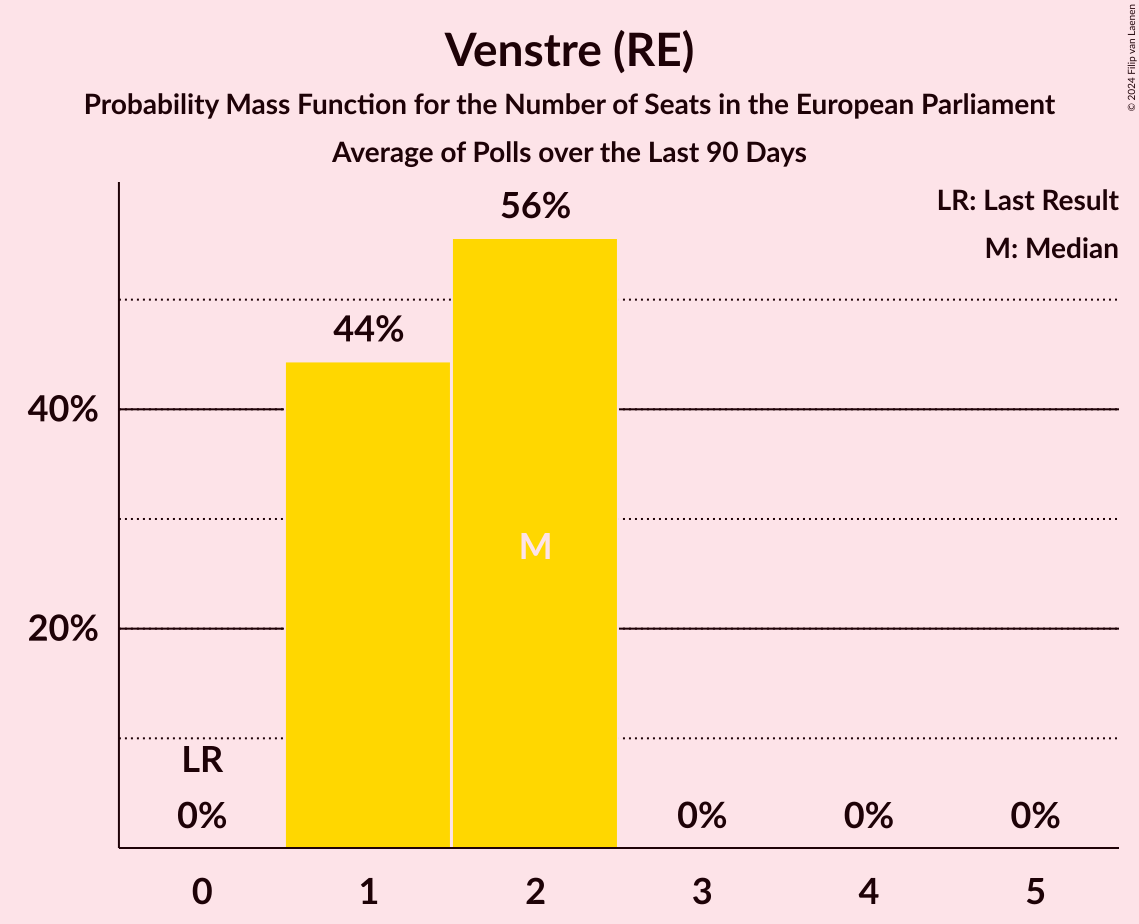 Venstre (RE)
Probability Mass Function for the Number of Seats in the European Parliament
Average of Polls over the Last 90 Days
© 2024 Filip van Laenen
LR: Last Result
M: Median
56%
44%
40%
20%
M
LR
0%
0%
0%
0%
0
1
2
3
4
5